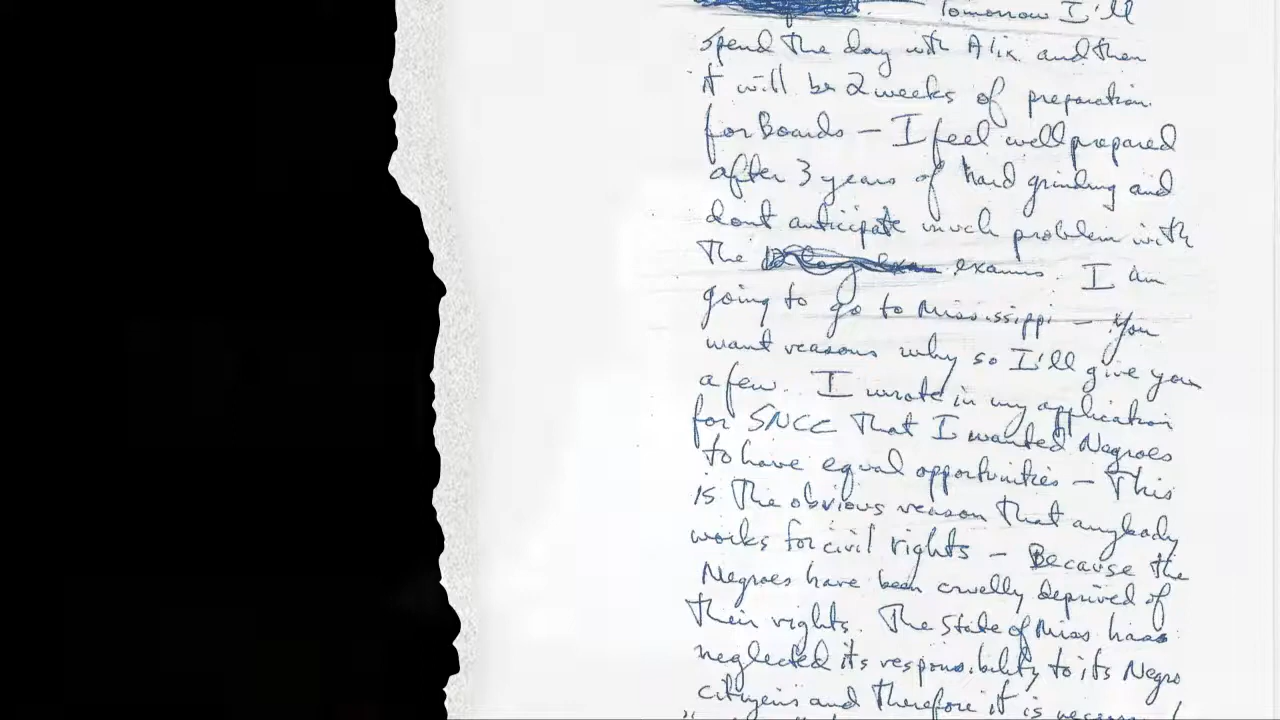 Tomorrow I'll
spend the day with Alix and then
it will be 2 weeks of preparation
for Boards — I feel well prepared
after 3 years of hard grinding and
dont anticipate much problem with
The exams. I am
going to go to Mississippi — You
want reasons why so I'll give you
a few. I wrote in my application
for SNCC That I wanted Negroes
to have equal opportunities — This
is The obvious reason That anybody
works for civil rights — Because the
Negroes have been cruelly deprived of
Their rights. The State of Miss has
neglected its responsibility to its Negro
citizens and Therefore it is